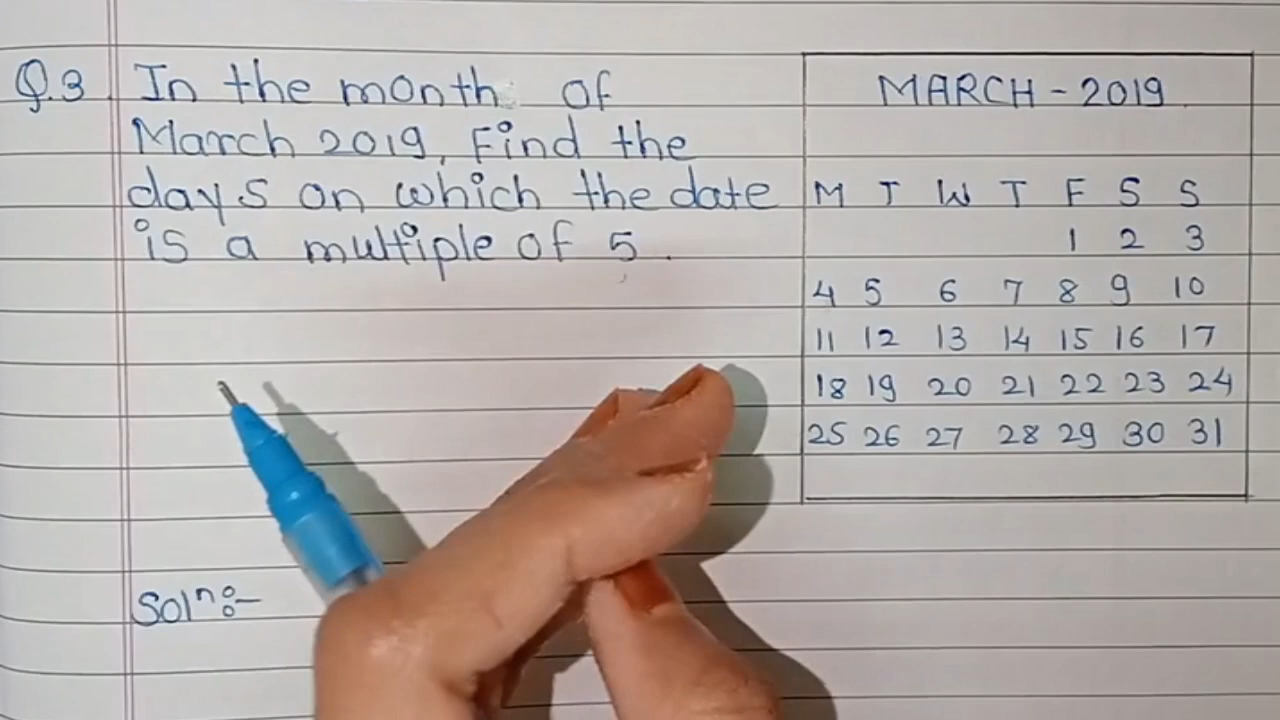 Q.3 In the month of
March 2019, Find the
days on which the date
is a multiple of 5.
Solⁿ:-
MARCH - 2019
M T W T F S S
1 2 3
4 5 6 7 8 9 10
11 12 13 14 15 16 17
18 19 20 21 22 23 24
25 26 27 28 29 30 31